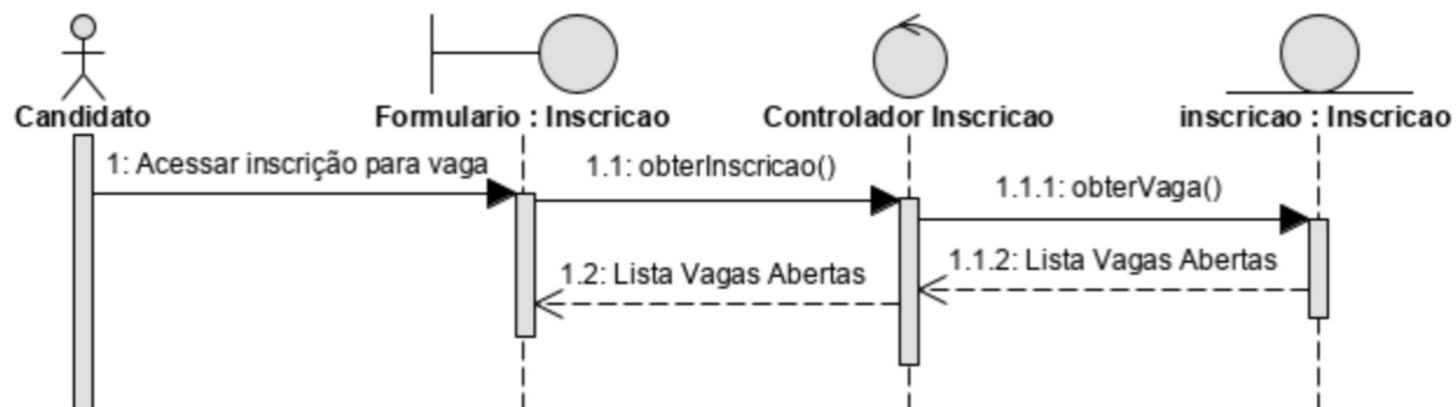 Candidato
Formulario : Inscricao
Controlador Inscricao
inscricao : Inscricao
1: Acessar inscrição para vaga
1.1: obterInscricao()
1.1.1: obterVaga()
1.2: Lista Vagas Abertas
1.1.2: Lista Vagas Abertas